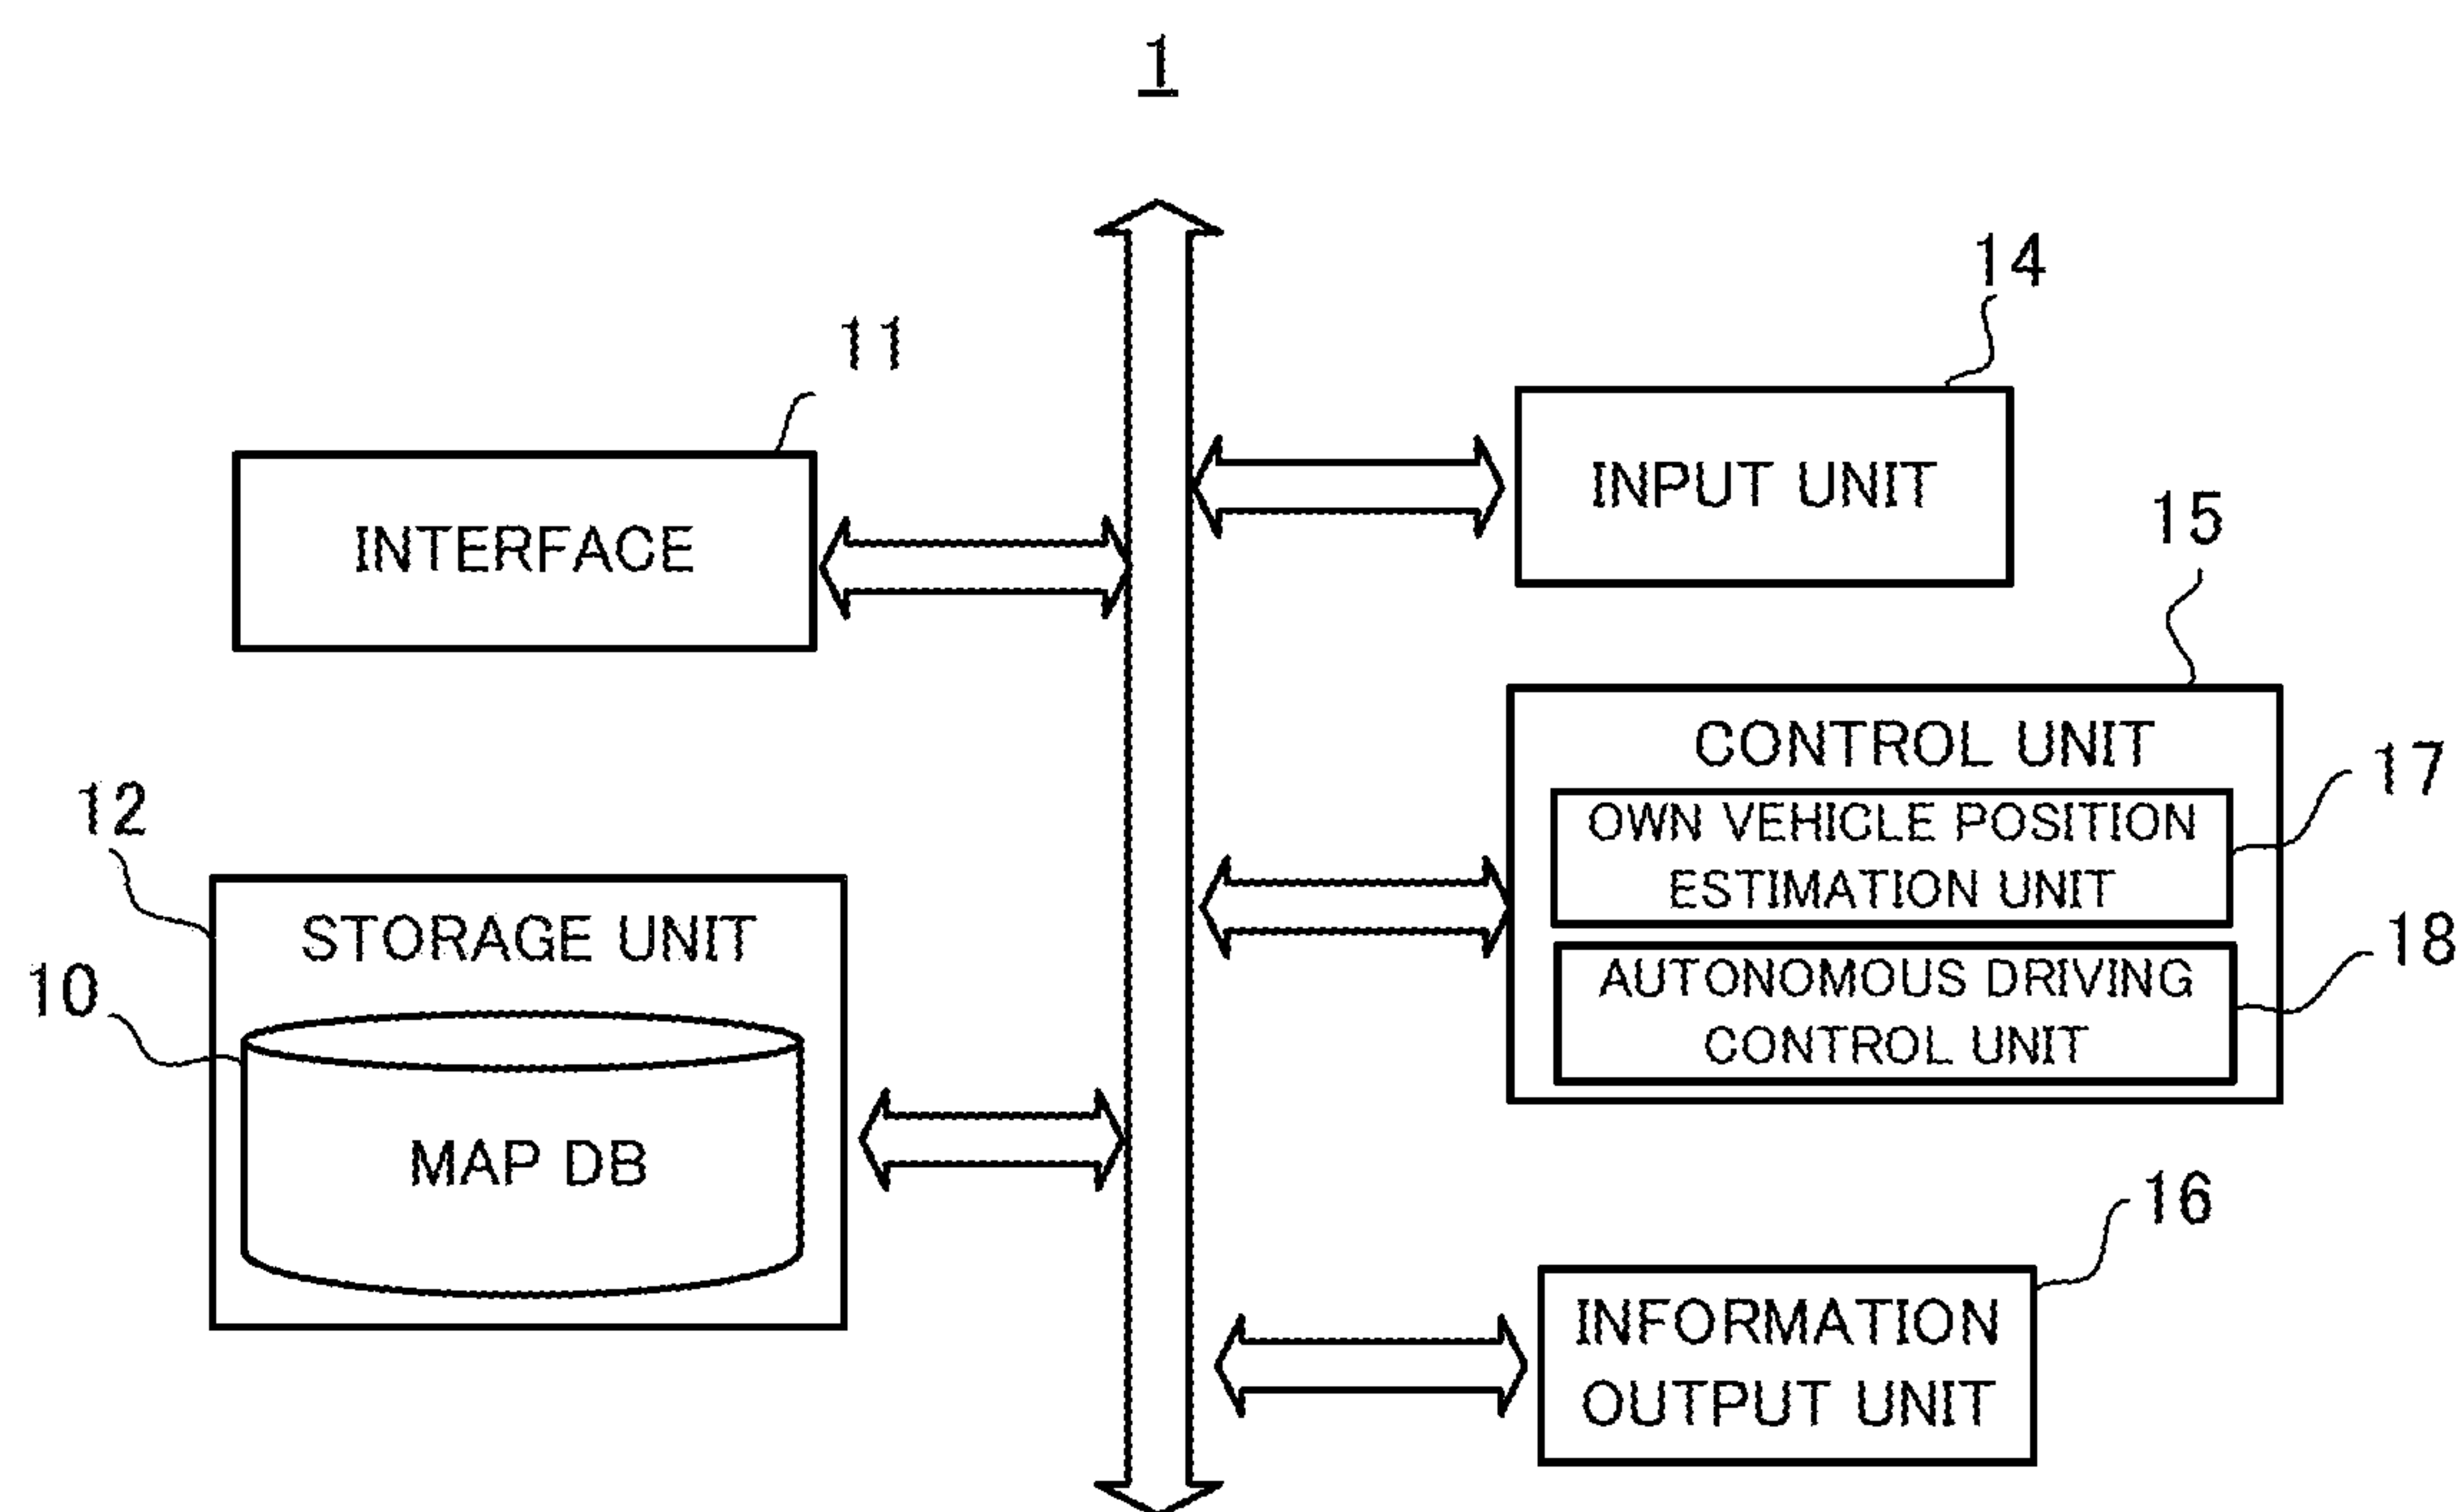 1
14
11
INPUT UNIT
15
INTERFACE
CONTROL UNIT
17
OWN VEHICLE POSITION
ESTIMATION UNIT
12
STORAGE UNIT
18
AUTONOMOUS DRIVING
CONTROL UNIT
10
MAP DB
16
INFORMATION
OUTPUT UNIT